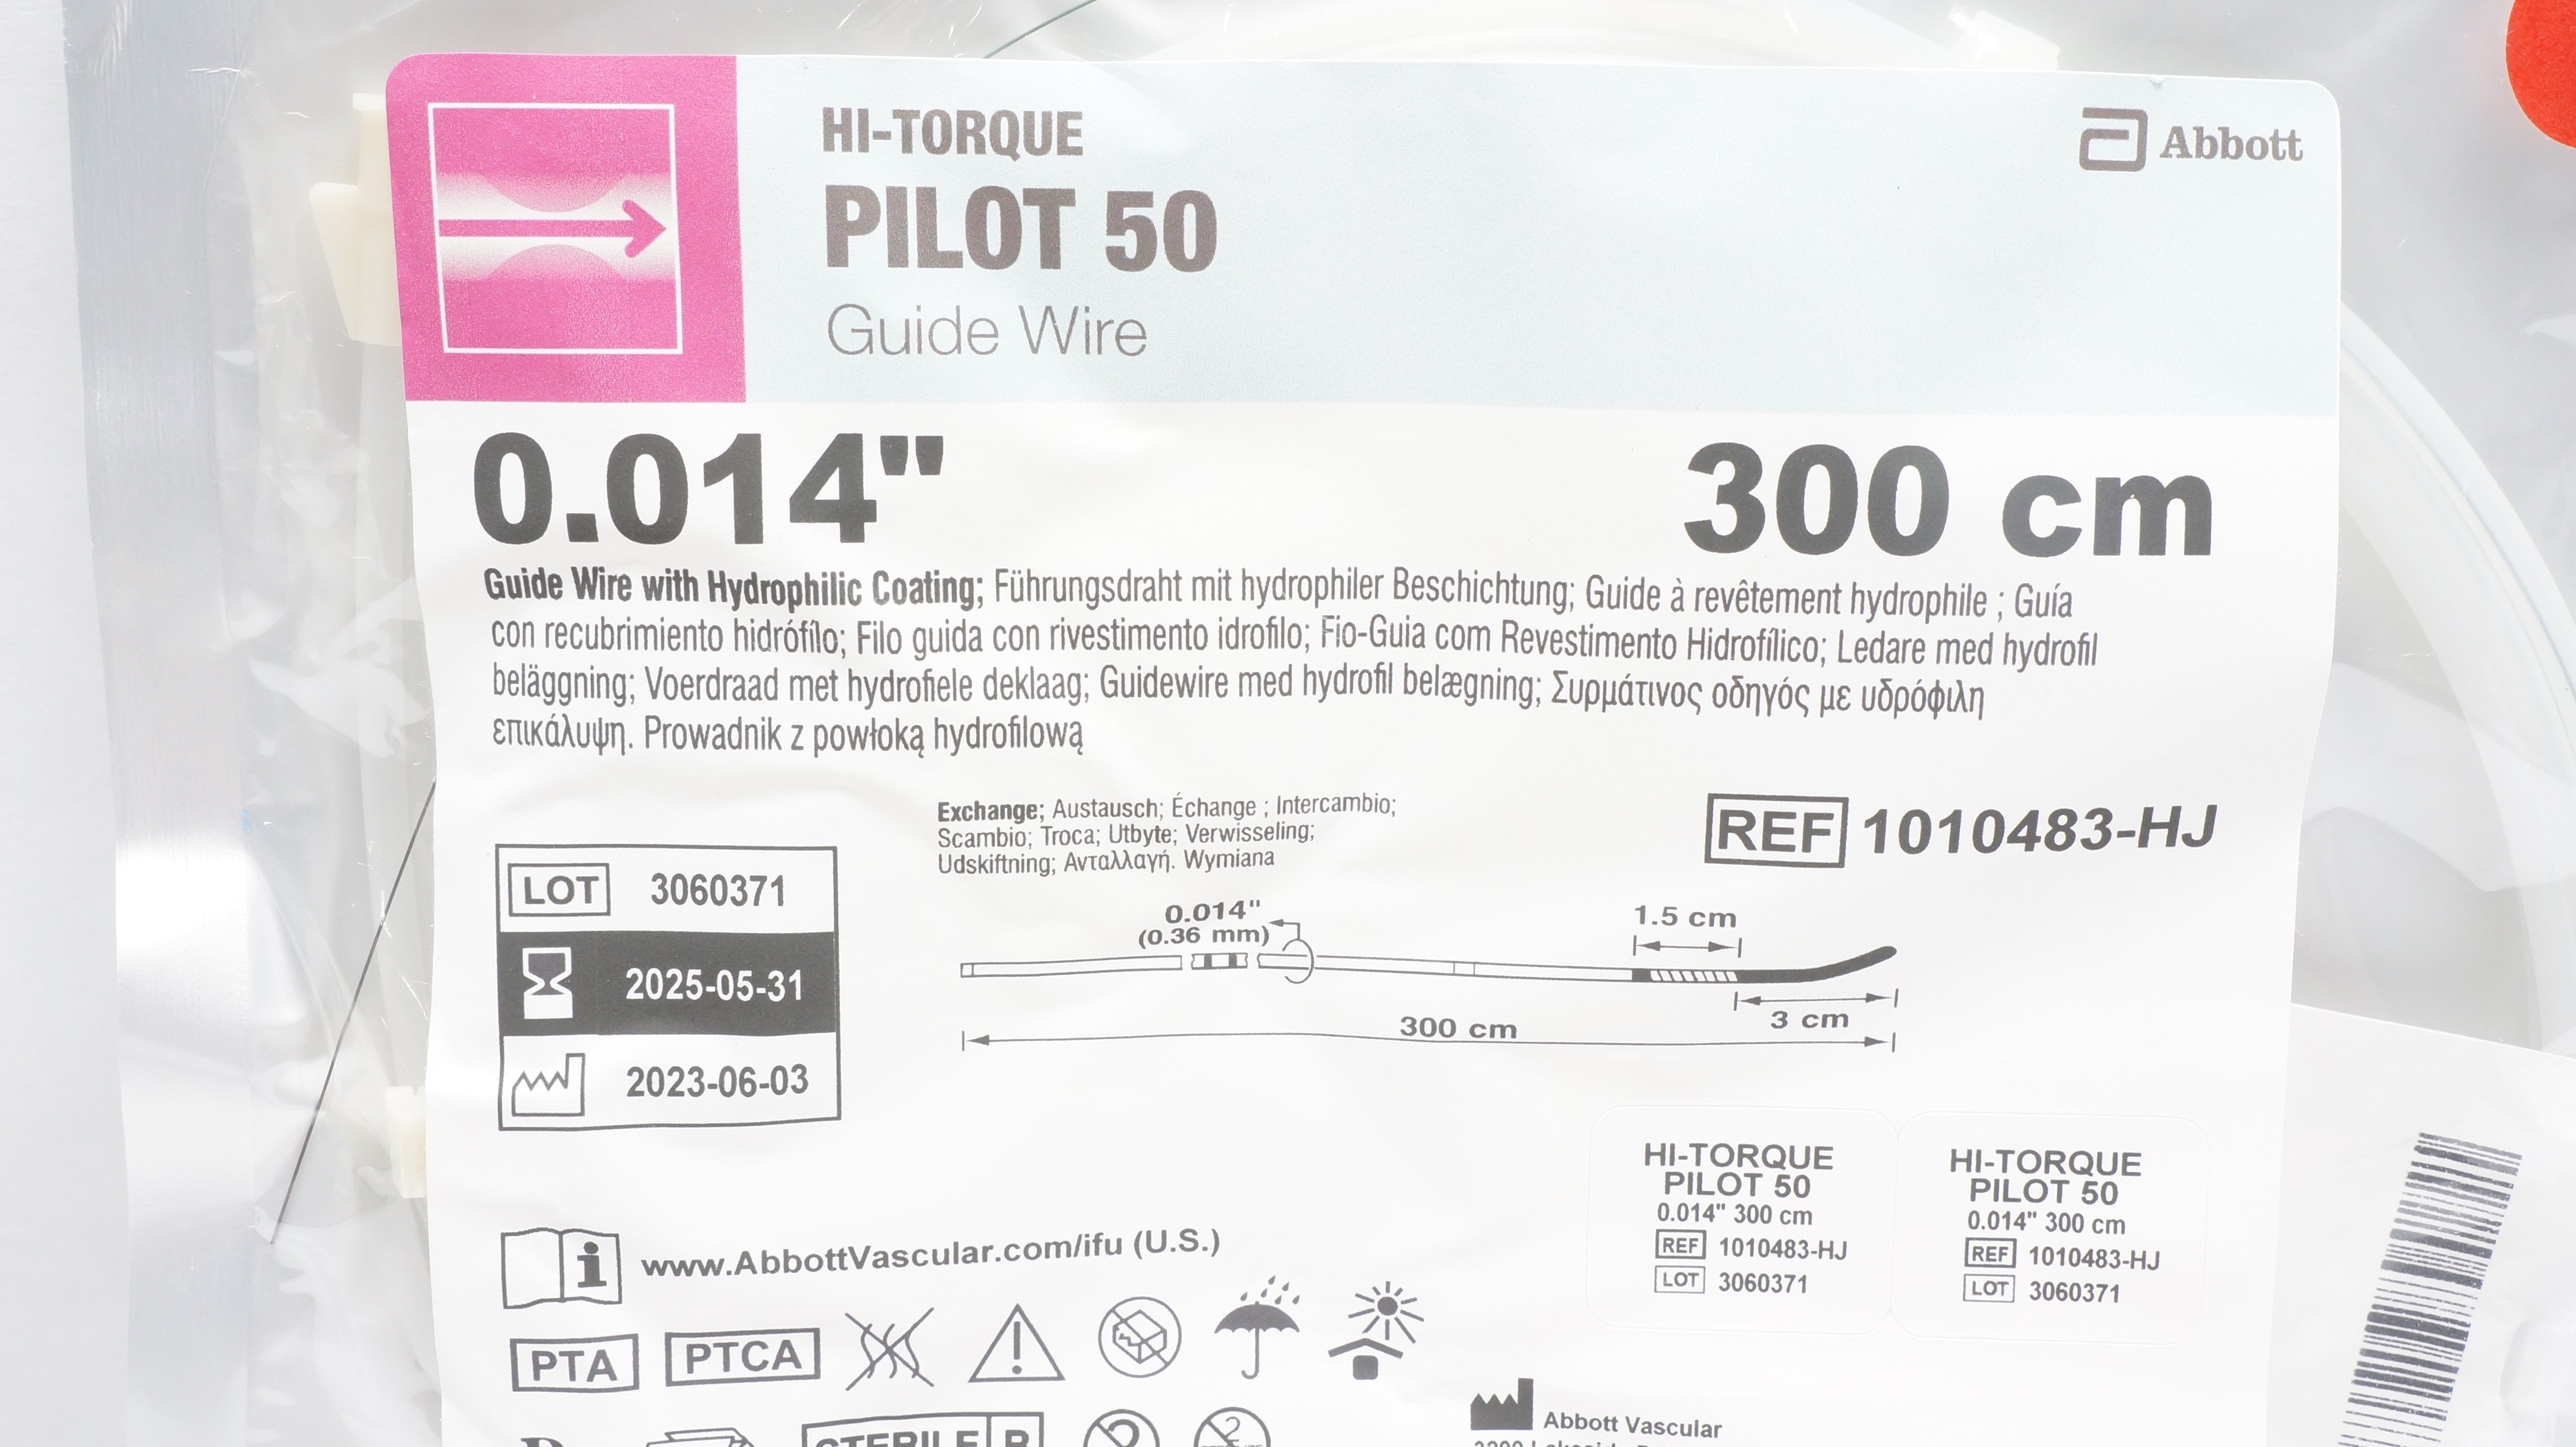 HI-TORQUE
PILOT 50
Guide Wire
Abbott
0.014"
300 cm
Guide Wire with Hydrophilic Coating; Führungsdraht mit hydrophiler Beschichtung; Guide à revêtement hydrophile ; Guía
con recubrimiento hidrófilo; Filo guida con rivestimento idrofilo; Fio-Guia com Revestimento Hidrofílico; Ledare med hydrofil
beläggning; Voerdraad met hydrofiele deklaag; Guidewire med hydrofil belægning; Συρμάτινος οδηγός με υδρόφιλη
επικάλυψη. Prowadnik z powłoką hydrofilową
Exchange; Austausch; Échange ; Intercambio;
Scambio; Troca; Utbyte; Verwisseling;
Udskiftning; Ανταλλαγή. Wymiana
REF 1010483-HJ
LOT 3060371
2025-05-31
2023-06-03
0.014"
(0.36 mm)
1.5 cm
3 cm
300 cm
HI-TORQUE
PILOT 50
0.014" 300 cm
REF 1010483-HJ
LOT 3060371
HI-TORQUE
PILOT 50
0.014" 300 cm
REF 1010483-HJ
LOT 3060371
i www.AbbottVascular.com/ifu (U.S.)
PTA PTCA
STERILE R
2
2
Abbott Vascular